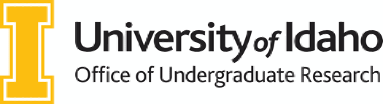 I
University of Idaho
Office of Undergraduate Research